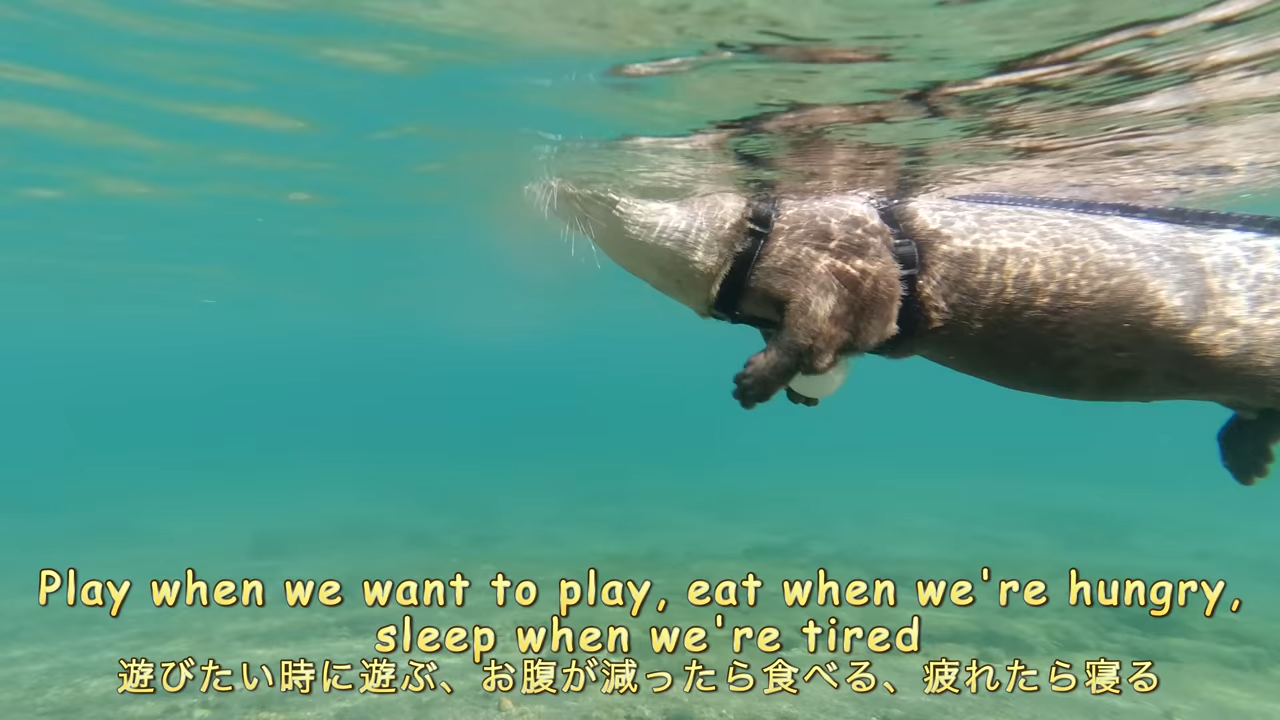 Play when we want to play, eat when we're hungry,
sleep when we're tired
遊びたい時に遊ぶ、お腹が減ったら食べる、疲れたら寝る